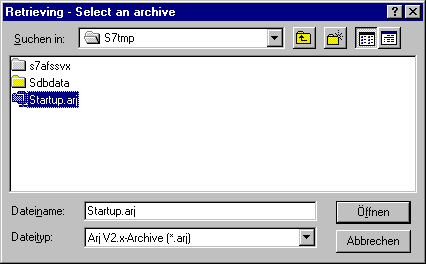 Retrieving - Select an archive
Suchen in: S7tmp
s7afssvx
Sdbdata
Startup.arj
Dateiname: Startup.arj Öffnen
Dateityp: Arj V2.x-Archive (*.arj) Abbrechen